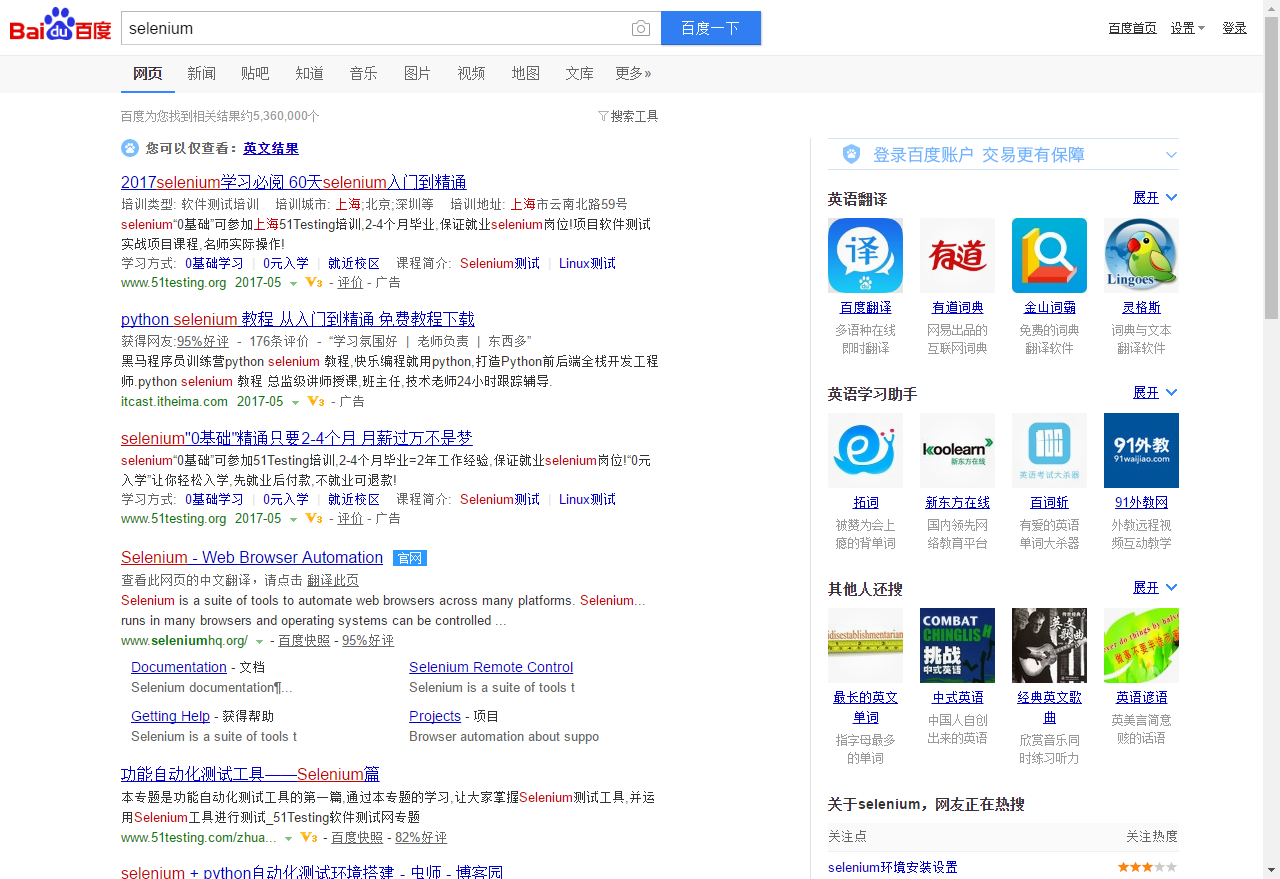 Bai du 百度
selenium
百度一下
百度首页 设置 登录
网页 新闻 贴吧 知道 音乐 图片 视频 地图 文库 更多»
百度为您找到相关结果约5,360,000个
搜索工具
您可以仅查看：英文结果
2017selenium学习必阅 60天selenium入门到精通
培训类型: 软件测试培训 培训城市: 上海;北京;深圳等 培训地址: 上海市云南北路59号
selenium“0基础”可参加上海51Testing培训,2-4个月毕业,保证就业selenium岗位!项目软件测试
实战项目课程,名师实际操作!
学习方式: 0基础学习 | 0元入学 | 就近校区 课程简介: Selenium测试 | Linux测试
www.51testing.org 2017-05 V3 - 评价 - 广告
python selenium 教程 从入门到精通 免费教程下载
获得网友:95%好评 - 176条评价 - “学习氛围好 | 老师负责 | 东西多”
黑马程序员训练营python selenium 教程,快乐编程就用python,打造Python前后端全栈开发工程
师.python selenium 教程 总监级讲师授课,班主任,技术老师24小时跟踪辅导.
itcast.itheima.com 2017-05 V3 - 广告
selenium"0基础"精通只要2-4个月 月薪过万不是梦
selenium“0基础”可参加51Testing培训,2-4个月毕业=2年工作经验,保证就业selenium岗位!“0元
入学”让你轻松入学,先就业后付款,不就业可退款!
学习方式: 0基础学习 | 0元入学 | 就近校区 课程简介: Selenium测试 | Linux测试
www.51testing.org 2017-05 V3 - 评价 - 广告
Selenium - Web Browser Automation 官网
查看此网页的中文翻译，请点击 翻译此页
Selenium is a suite of tools to automate web browsers across many platforms. Selenium...
runs in many browsers and operating systems can be controlled ...
www.seleniumhq.org/ - 百度快照 - 95%好评
Documentation - 文档 Selenium Remote Control
Selenium documentation¶... Selenium is a suite of tools t
Getting Help - 获得帮助 Projects - 项目
Selenium is a suite of tools t Browser automation about suppo
功能自动化测试工具——Selenium篇
本专题是功能自动化测试工具的第一篇,通过本专题的学习,让大家掌握Selenium测试工具,并运
用Selenium工具进行测试_51Testing软件测试网专题
www.51testing.com/zhua... V3 - 百度快照 - 82%好评
selenium + python自动化测试环境搭建 - 虫师 - 博客园
登录百度账户 交易更有保障
英语翻译 展开
译 有道 Lingoes
百度翻译 有道词典 金山词霸 灵格斯
多语种在线 网易出品的 免费的词典 词典与文本
即时翻译 互联网词典 翻译软件 翻译软件
英语学习助手 展开
koolearn 新东方在线 英语考试大杀器 91外教 91waijiao.com
拓词 新东方在线 百词斩 91外教网
被赞为会上 国内领先网 有爱的英语 外教远程视
瘾的背单词 络教育平台 单词大杀器 频互动教学
其他人还搜 展开
idisestablishmentarian COMBAT CHINGLISH 挑战 中式英语 英文歌曲 ever do things by halve 做事不要半途而废
最长的英文 中式英语 经典英文歌 英语谚语
单词 中国人自创 曲 英美言简意
指字母最多 出来的英语 欣赏音乐同 赅的话语
的单词 时练习听力
关于selenium，网友正在热搜
关注点 关注热度
selenium环境安装设置